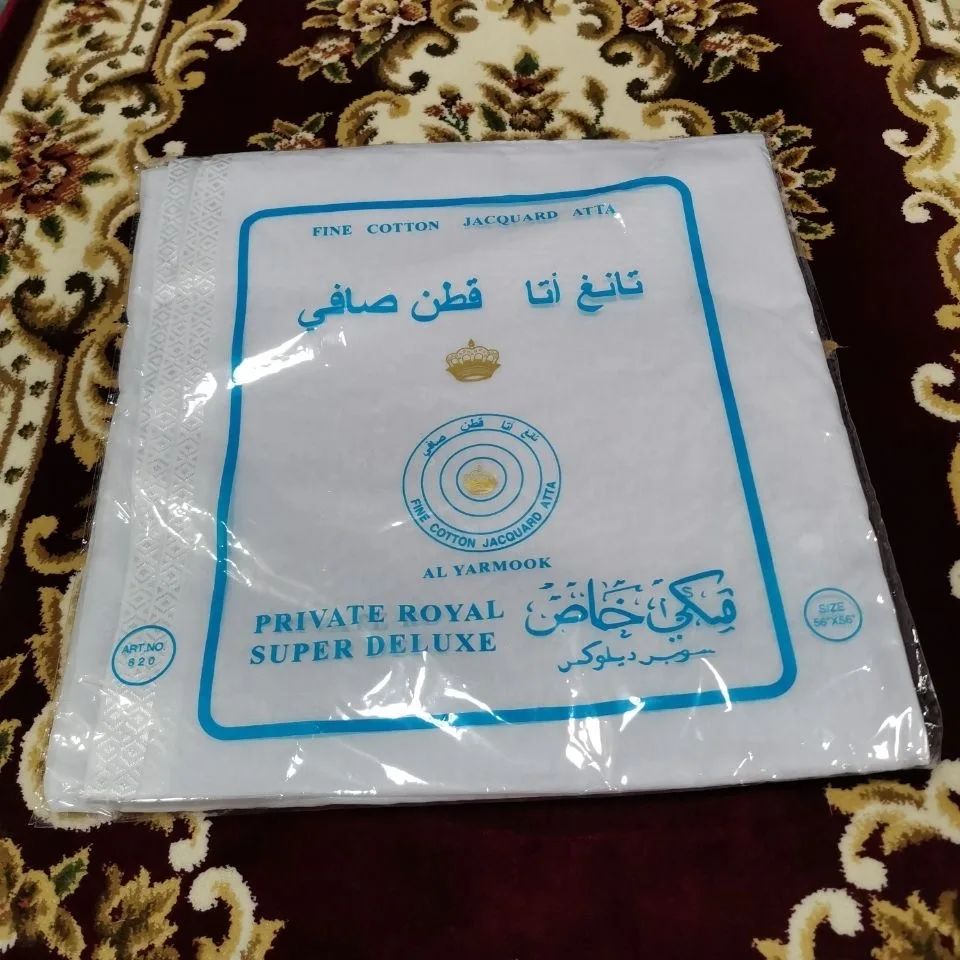 FINE COTTON JACQUARD ATTA
تانغ أتا قطن صافي
تانغ أتا قطن صافي
FINE COTTON JACQUARD ATTA
AL YARMOOK
PRIVATE ROYAL
SUPER DELUXE
ملكي خاص
سوبر ديلوكس
ART.NO.
820
SIZE
56"X56"